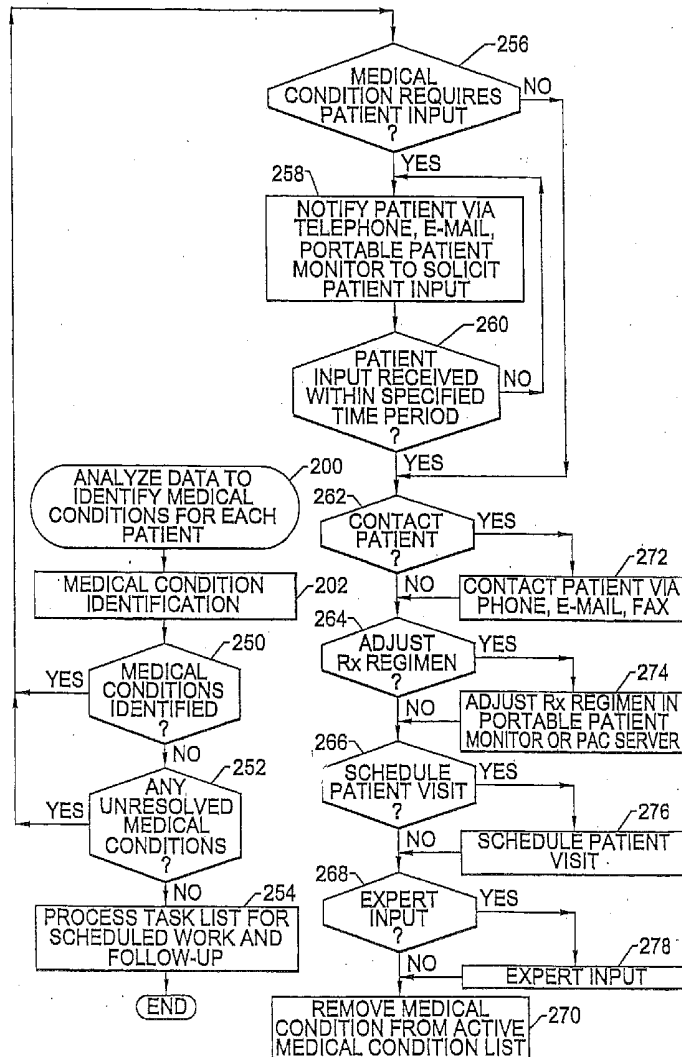 256
MEDICAL
CONDITION REQUIRES
PATIENT INPUT
?
NO
YES
258
NOTIFY PATIENT VIA
TELEPHONE, E-MAIL,
PORTABLE PATIENT
MONITOR TO SOLICIT
PATIENT INPUT
260
PATIENT
INPUT RECEIVED
WITHIN SPECIFIED
TIME PERIOD
?
NO
YES
200
ANALYZE DATA TO
IDENTIFY MEDICAL
CONDITIONS FOR EACH
PATIENT
MEDICAL CONDITION
IDENTIFICATION
202
250
MEDICAL
CONDITIONS
IDENTIFIED
?
YES
NO
252
ANY
UNRESOLVED
MEDICAL
CONDITIONS
?
YES
NO
254
PROCESS TASK LIST FOR
SCHEDULED WORK AND
FOLLOW-UP
END
262
CONTACT
PATIENT
?
YES
NO
272
CONTACT PATIENT VIA
PHONE, E-MAIL, FAX
264
ADJUST
Rx REGIMEN
?
YES
NO
274
ADJUST Rx REGIMEN IN
PORTABLE PATIENT
MONITOR OR PAC SERVER
266
SCHEDULE
PATIENT VISIT
?
YES
NO
276
SCHEDULE PATIENT
VISIT
268
EXPERT
INPUT
?
YES
NO
278
EXPERT INPUT
REMOVE MEDICAL
CONDITION FROM ACTIVE
MEDICAL CONDITION LIST
270